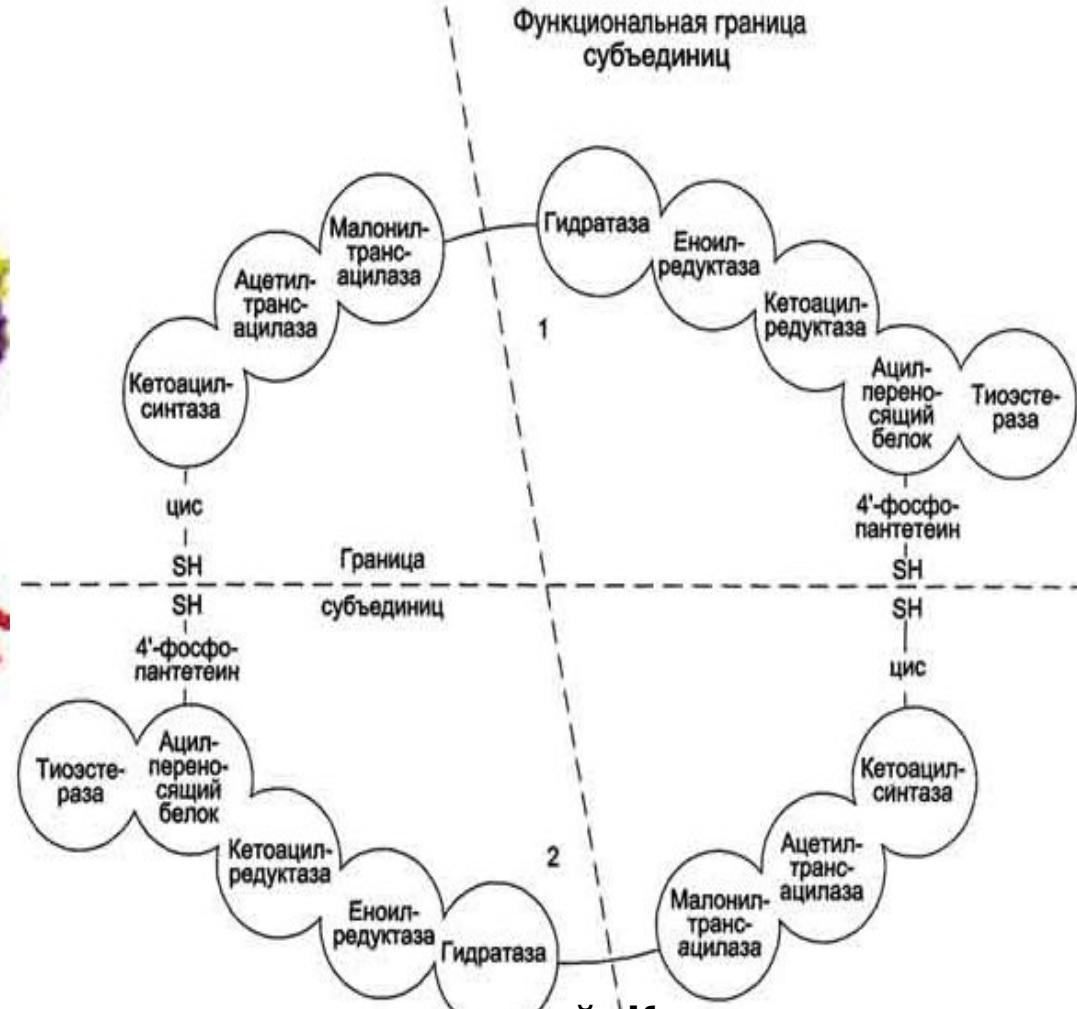 Функциональная граница
субъединиц
Малонил-
транс-
ацилаза
Ацетил-
транс-
ацилаза
Кетоацил-
синтаза
Гидратаза
Еноил-
редуктаза
Кетоацил-
редуктаза
Ацил-
перено-
сящий
белок
Тиоэсте-
раза
1
цис
SH
4'-фосфо-
пантетеин
SH
Граница
субъединиц
SH
4'-фосфо-
пантетеин
SH
цис
Тиоэсте-
раза
Ацил-
перено-
сящий
белок
Кетоацил-
редуктаза
Еноил-
редуктаза
Гидратаза
2
Кетоацил-
синтаза
Ацетил-
транс-
ацилаза
Малонил-
транс-
ацилаза